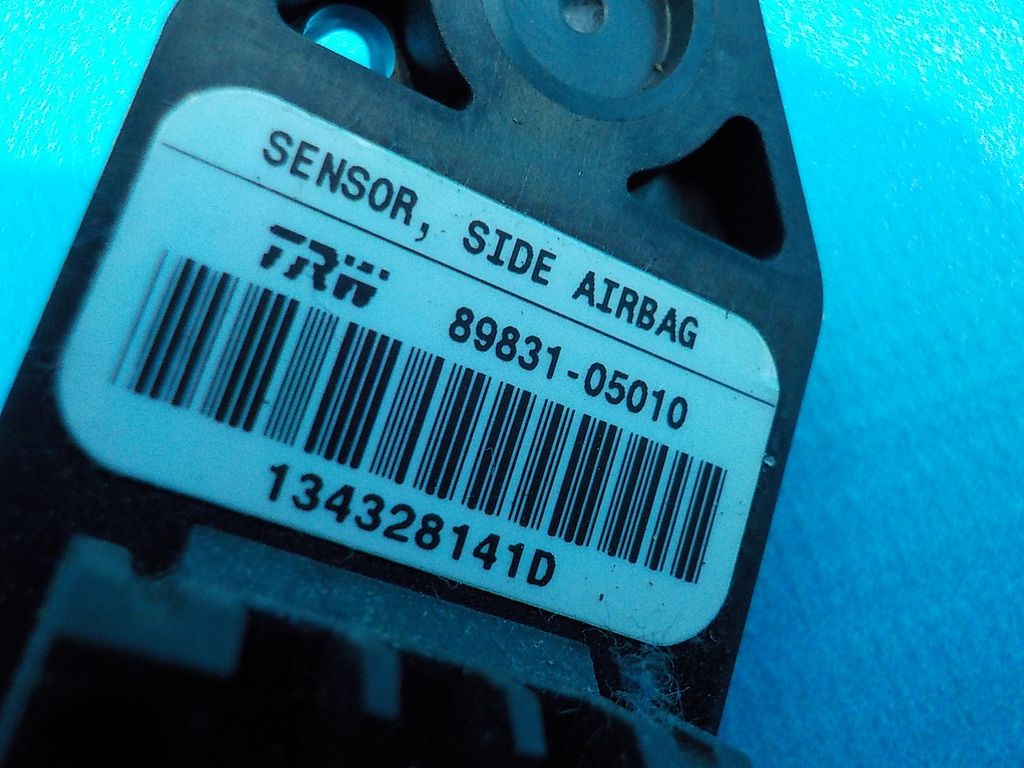 SENSOR, SIDE AIRBAG
TRW
89831-05010
134328141D